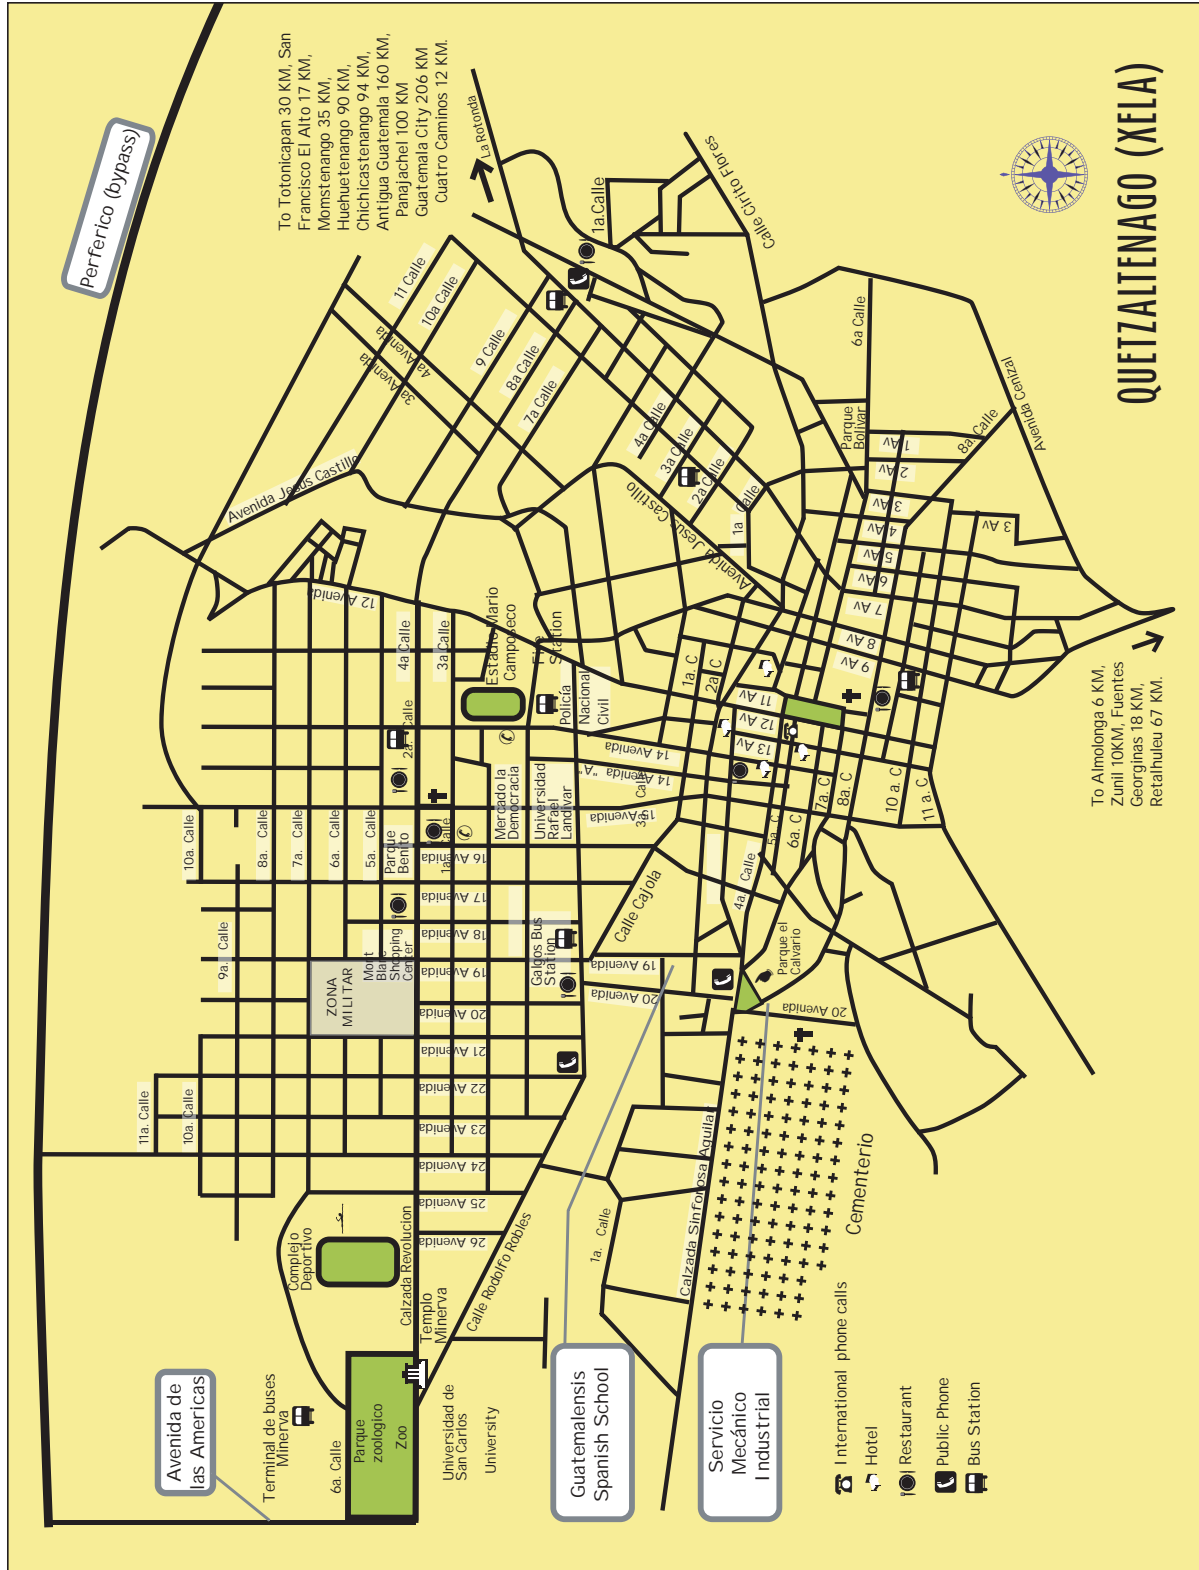 QUETZALTENAGO (XELA)
Perferico (bypass)
To Totonicapan 30 KM, San
Francisco El Alto 17 KM,
Momstenango 35 KM,
Huehuetenango 90 KM,
Chichicastenango 94 KM,
Antigua Guatemala 160 KM,
Panajachel 100 KM
Guatemala City 206 KM
Cuatro Caminos 12 KM.
La Rotonda
1a.Calle
Calle Cirito Flores
11 Calle
10a Calle
9 Calle
8a Calle
7a Calle
4a Avenida
3a Avenida
4a Calle
3a Calle
2a Calle
1a Calle
Avenida Jesus Castillo
Avenida Jesus Castillo
6a Calle
Parque
Bolivar
8a. Calle
Avenida Cenizal
1 Av
2 Av
3 Av
4 Av
5 Av
6 Av
7 Av
8 Av
9 Av
3 Av
11 Av
12 Av
13 Av
To Almolonga 6 KM,
Zunil 10KM, Fuentes
Georginas 18 KM,
Retalhuleu 67 KM.
12 Avenida
4a Calle
3a Calle
2a. Calle
Estadio Mario
Camposeco
Fire
Station
Policía
Nacional
Civil
1a. C
2a. C
14 Avenida
14 Avenida "A"
15 Avenida
3a Calle
5a. C
6a. C
7a. C
8a. C
10 a. C
11 a. C
Mercado la
Democracia
Universidad
Rafael
Landivar
10a. Calle
8a. Calle
7a. Calle
6a. Calle
5a. Calle
Parque
Benito
1a. Calle
16 Avenida
17 Avenida
18 Avenida
19 Avenida
20 Avenida
21 Avenida
22 Avenida
23 Avenida
24 Avenida
25 Avenida
26 Avenida
9a. Calle
ZONA
MILITAR
Mont
Blanc
Shopping
Center
Galgos Bus
Station
Calle Cajola
4a. Calle
19 Avenida
20 Avenida
Parque el
Calvario
20 Avenida
11a. Calle
10a. Calle
Complejo
Deportivo
Calzada Revolucion
Templo
Minerva
Calle Rodolfo Robles
1a. Calle
Calzada Sinforosa Aguilar
Cementerio
Avenida de
las Americas
Terminal de buses
Minerva
6a. Calle
Parque
zoologico
Zoo
Universidad de
San Carlos
University
Guatemalensis
Spanish School
Servicio
Mecánico
Industrial
International phone calls
Hotel
Restaurant
Public Phone
Bus Station